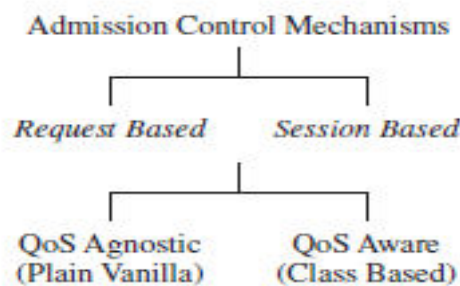 Admission Control Mechanisms
Request Based Session Based
QoS Agnostic QoS Aware
(Plain Vanilla) (Class Based)